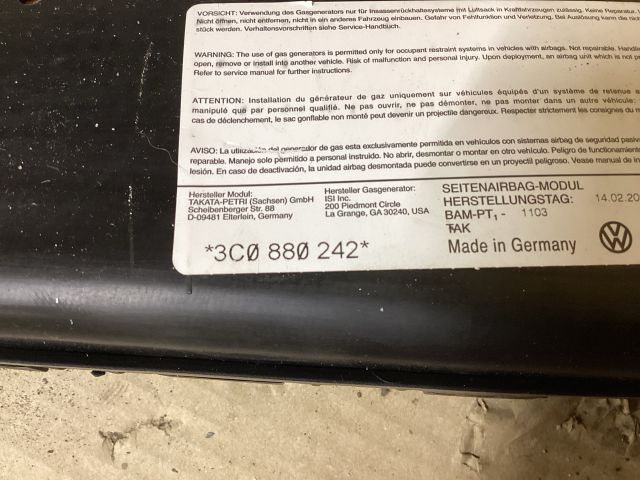 VORSICHT: Verwendung des Gasgenerators nur für Insassenrückhaltesysteme mit Luftsack in Kraftfahrzeugen zulässig. Keine Reparatur.
Nicht öffnen, nicht entfernen, nicht in ein anderes Fahrzeug einbauen. Gefahr von Fehlfunktion und Verletzung. Bei Auslösung kann die
stück werden. Verhaltensvorschriften siehe Service-Handbuch.
WARNING: The use of gas generators is permitted only for occupant restraint systems in vehicles with airbags. Not repairable. Handle
open, remove or install into another vehicle. Risk of malfunction and personal injury. Upon deployment, an airbag unit which is not
Refer to service manual for further instructions.
ATTENTION: Installation du générateur de gaz uniquement sur véhicules équipés d'un système de retenue
manipulé que par personnel qualifié. Ne pas ouvrir, ne pas démonter, ne pas monter dans un autre véhicule:
cas de déclenchement, le sac gonflable non monté peut devenir un projectile dangereux. Respecter strictement les consignes du
AVISO: La utilización del generador de gas esta exclusivamente permitida en vehículos con sistemas airbag de seguridad
reparable. Manejo solo permitido a personal instruido. No abrir, desmontar o montar en otro vehículo. Peligro de funcionamiento
lesión. En caso de activación, la unidad airbag desmontada puede convertirse en un proyectil peligroso. Vease manual de
Hersteller Modul:
TAKATA-PETRI (Sachsen) GmbH
Scheibenberger Str. 88
D-09481 Elterlein, Germany
Hersteller Gasgenerator:
ISI Inc.
200 Piedmont Circle
La Grange, GA 30240, USA
SEITENAIRBAG-MODUL
HERSTELLUNGSTAG: 14.02.20
BAM-PT₁- 1103
TAK
Made in Germany
*3C0 880 242*
VW